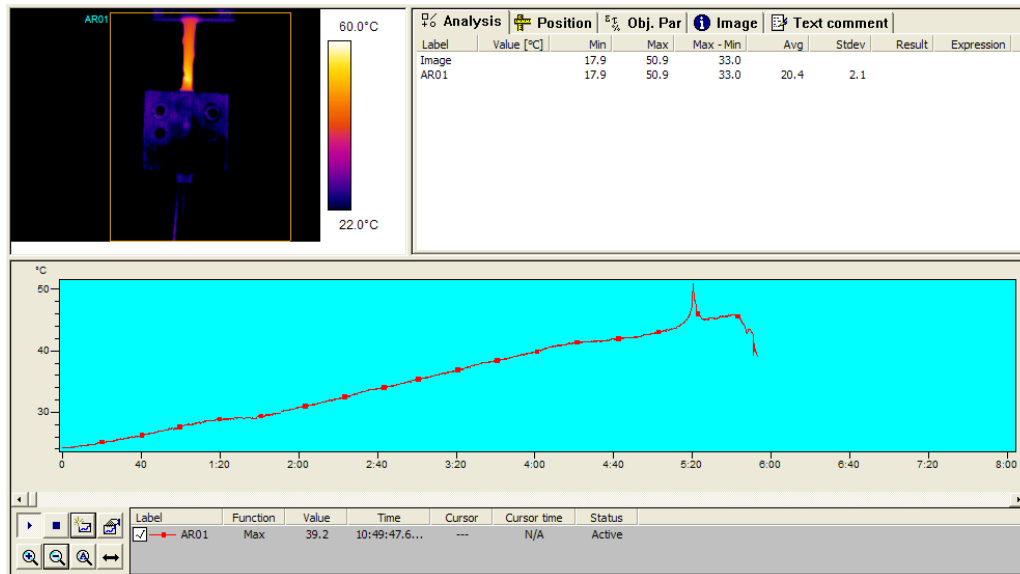 AR01
60.0°C
22.0°C
Analysis Position Obj. Par Image Text comment
Label Value [°C] Min Max Max - Min Avg Stdev Result Expression
Image 17.9 50.9 33.0
AR01 17.9 50.9 33.0 20.4 2.1
°C
50
40
30
0 40 1:20 2:00 2:40 3:20 4:00 4:40 5:20 6:00 6:40 7:20 8:00
Label Function Value Time Cursor Cursor time Status
AR01 Max 39.2 10:49:47.6... --- N/A Active